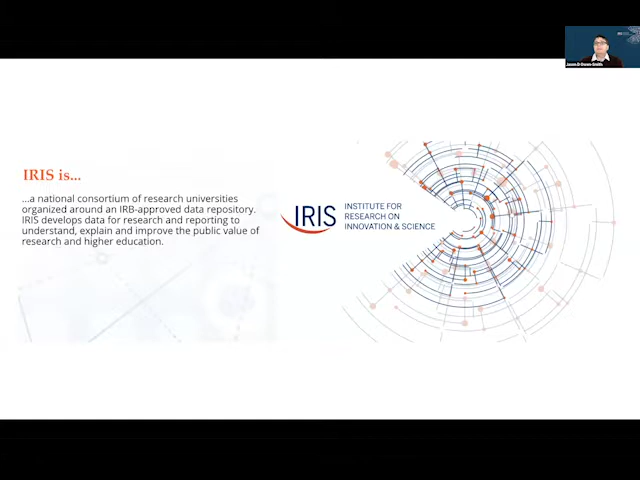 IRIS is...
...a national consortium of research universities
organized around an IRB-approved data repository.
IRIS develops data for research and reporting to
understand, explain and improve the public value of
research and higher education.
IRIS
INSTITUTE FOR
RESEARCH ON
INNOVATION & SCIENCE